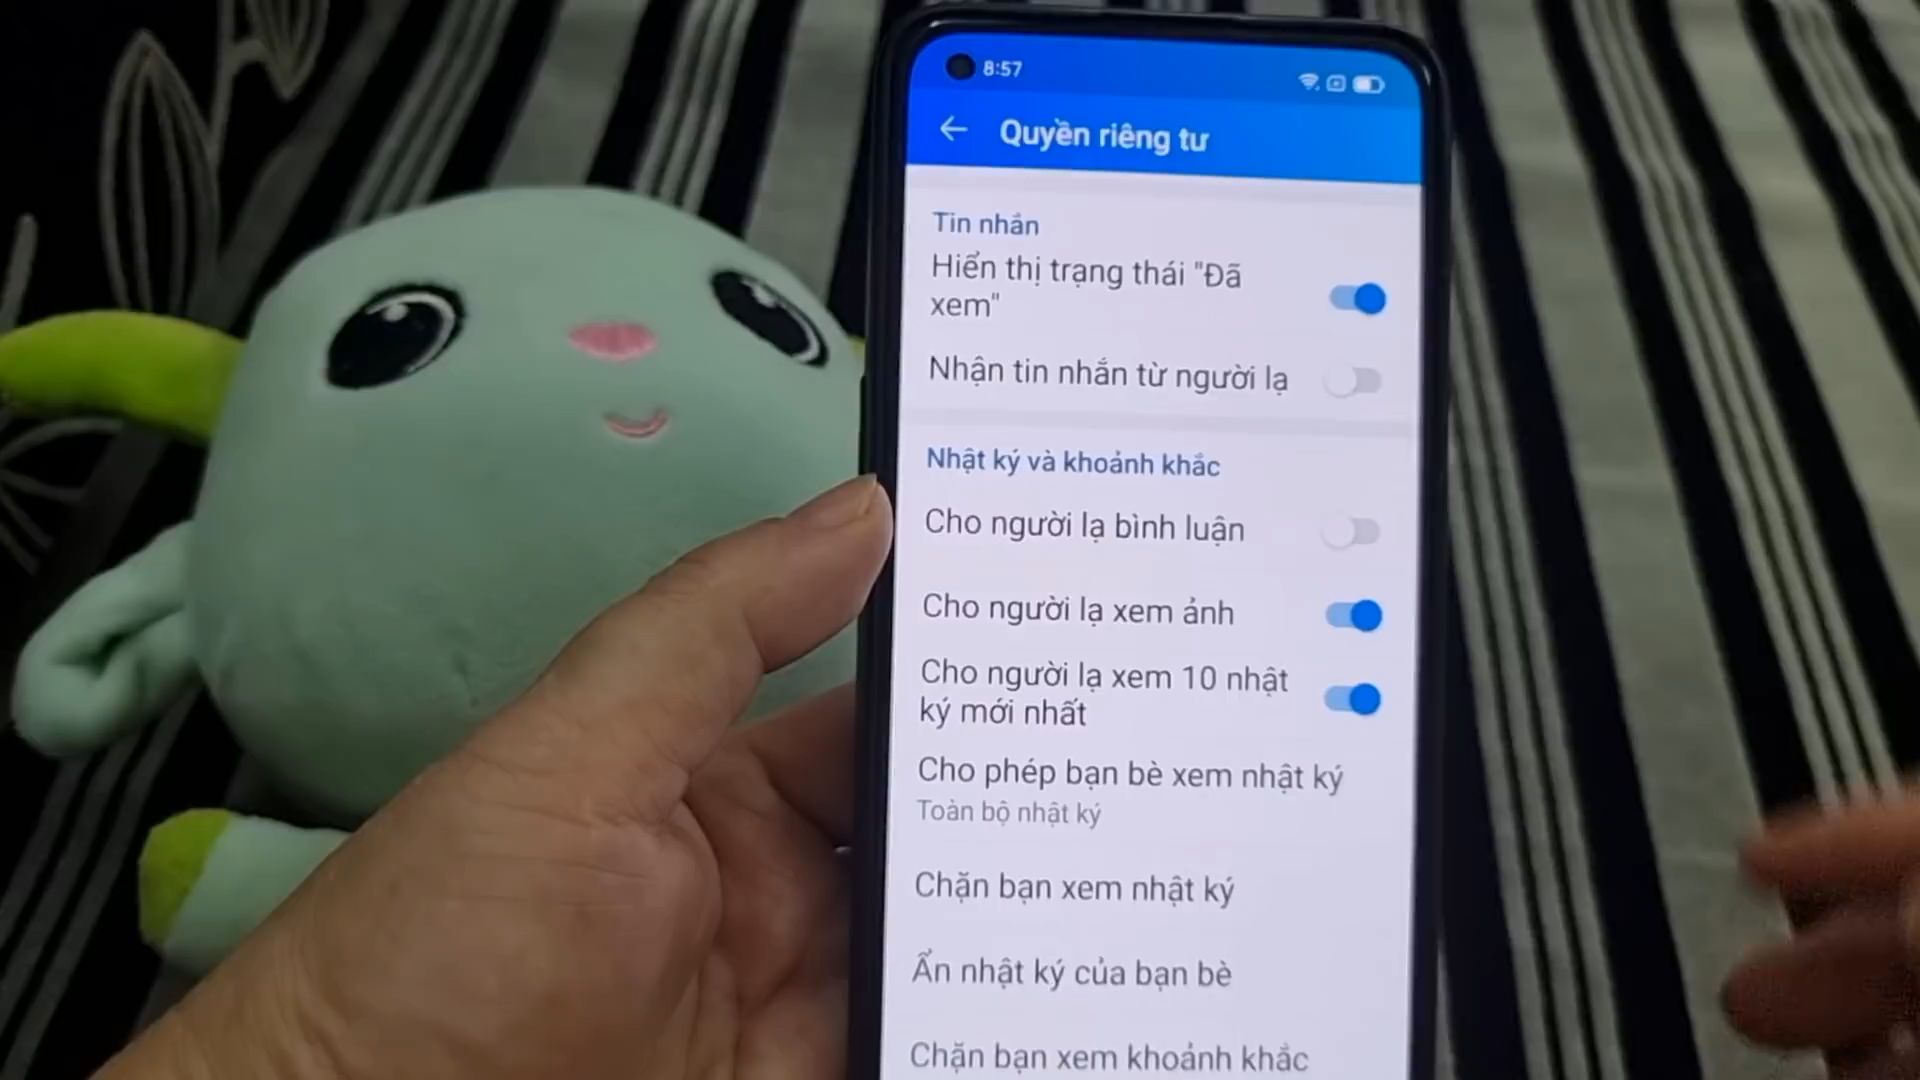 8:57
Quyền riêng tư
Tin nhắn
Hiển thị trạng thái "Đã
xem"
Nhận tin nhắn từ người lạ
Nhật ký và khoảnh khắc
Cho người lạ bình luận
Cho người lạ xem ảnh
Cho người lạ xem 10 nhật
ký mới nhất
Cho phép bạn bè xem nhật ký
Toàn bộ nhật ký
Chặn bạn xem nhật ký
Ẩn nhật ký của bạn bè
Chặn bạn xem khoảnh khắc